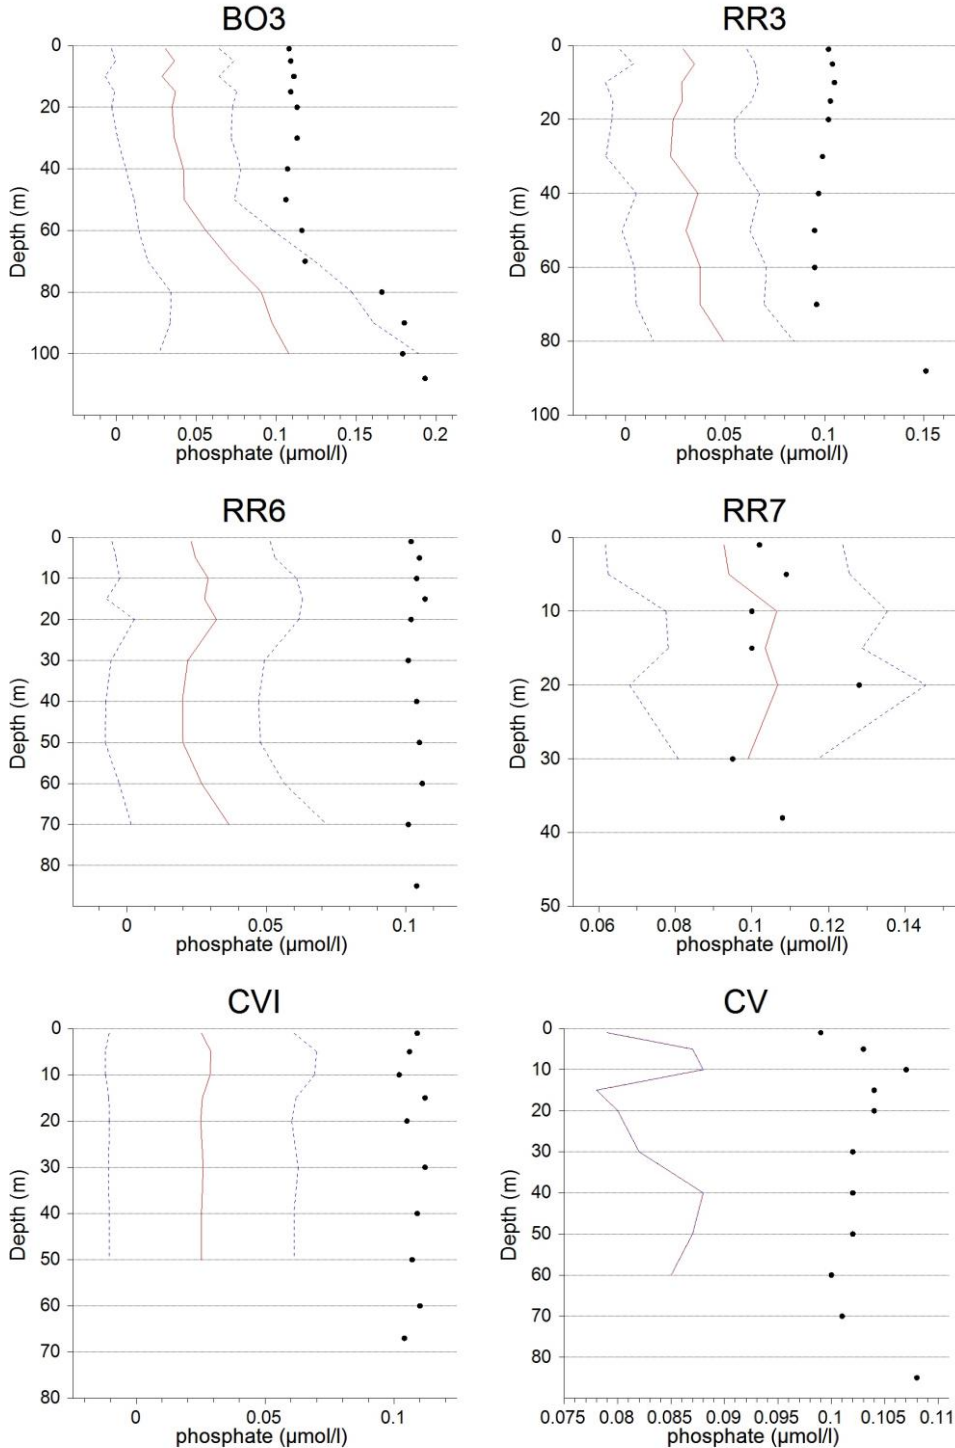 BO3
0
20
40
60
80
100
Depth (m)
0 0.05 0.1 0.15 0.2
phosphate (µmol/l)
RR3
0
20
40
60
80
100
Depth (m)
0 0.05 0.1 0.15
phosphate (µmol/l)
RR6
0
10
20
30
40
50
60
70
80
Depth (m)
0 0.05 0.1
phosphate (µmol/l)
RR7
0
10
20
30
40
50
Depth (m)
0.06 0.08 0.1 0.12 0.14
phosphate (µmol/l)
CVI
0
10
20
30
40
50
60
70
80
Depth (m)
0 0.05 0.1
phosphate (µmol/l)
CV
0
10
20
30
40
50
60
70
80
Depth (m)
0.075 0.08 0.085 0.09 0.095 0.1 0.105 0.11
phosphate (µmol/l)